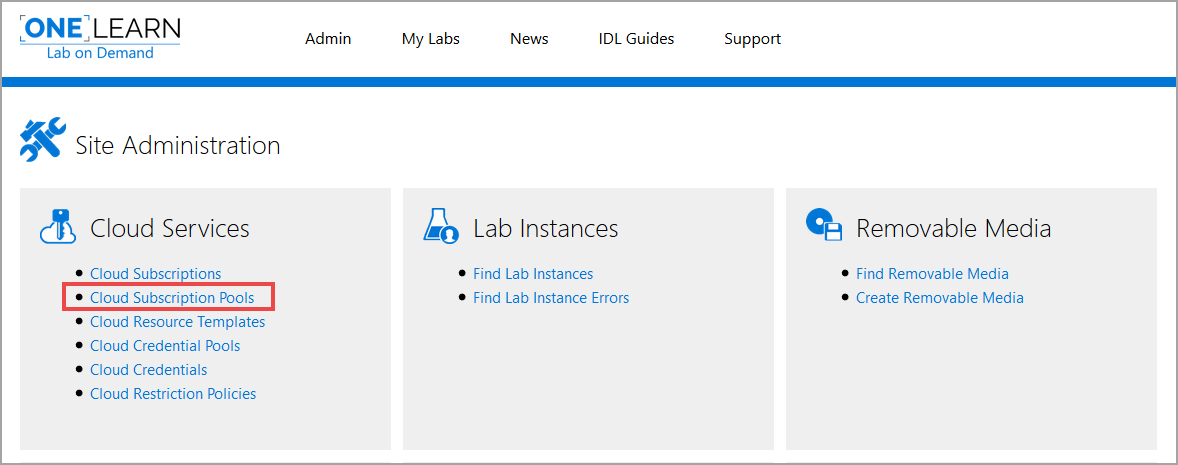 [ONE]LEARN
Lab on Demand
Admin My Labs News IDL Guides Support
Site Administration
Cloud Services
Cloud Subscriptions
Cloud Subscription Pools
Cloud Resource Templates
Cloud Credential Pools
Cloud Credentials
Cloud Restriction Policies
Lab Instances
Find Lab Instances
Find Lab Instance Errors
Removable Media
Find Removable Media
Create Removable Media